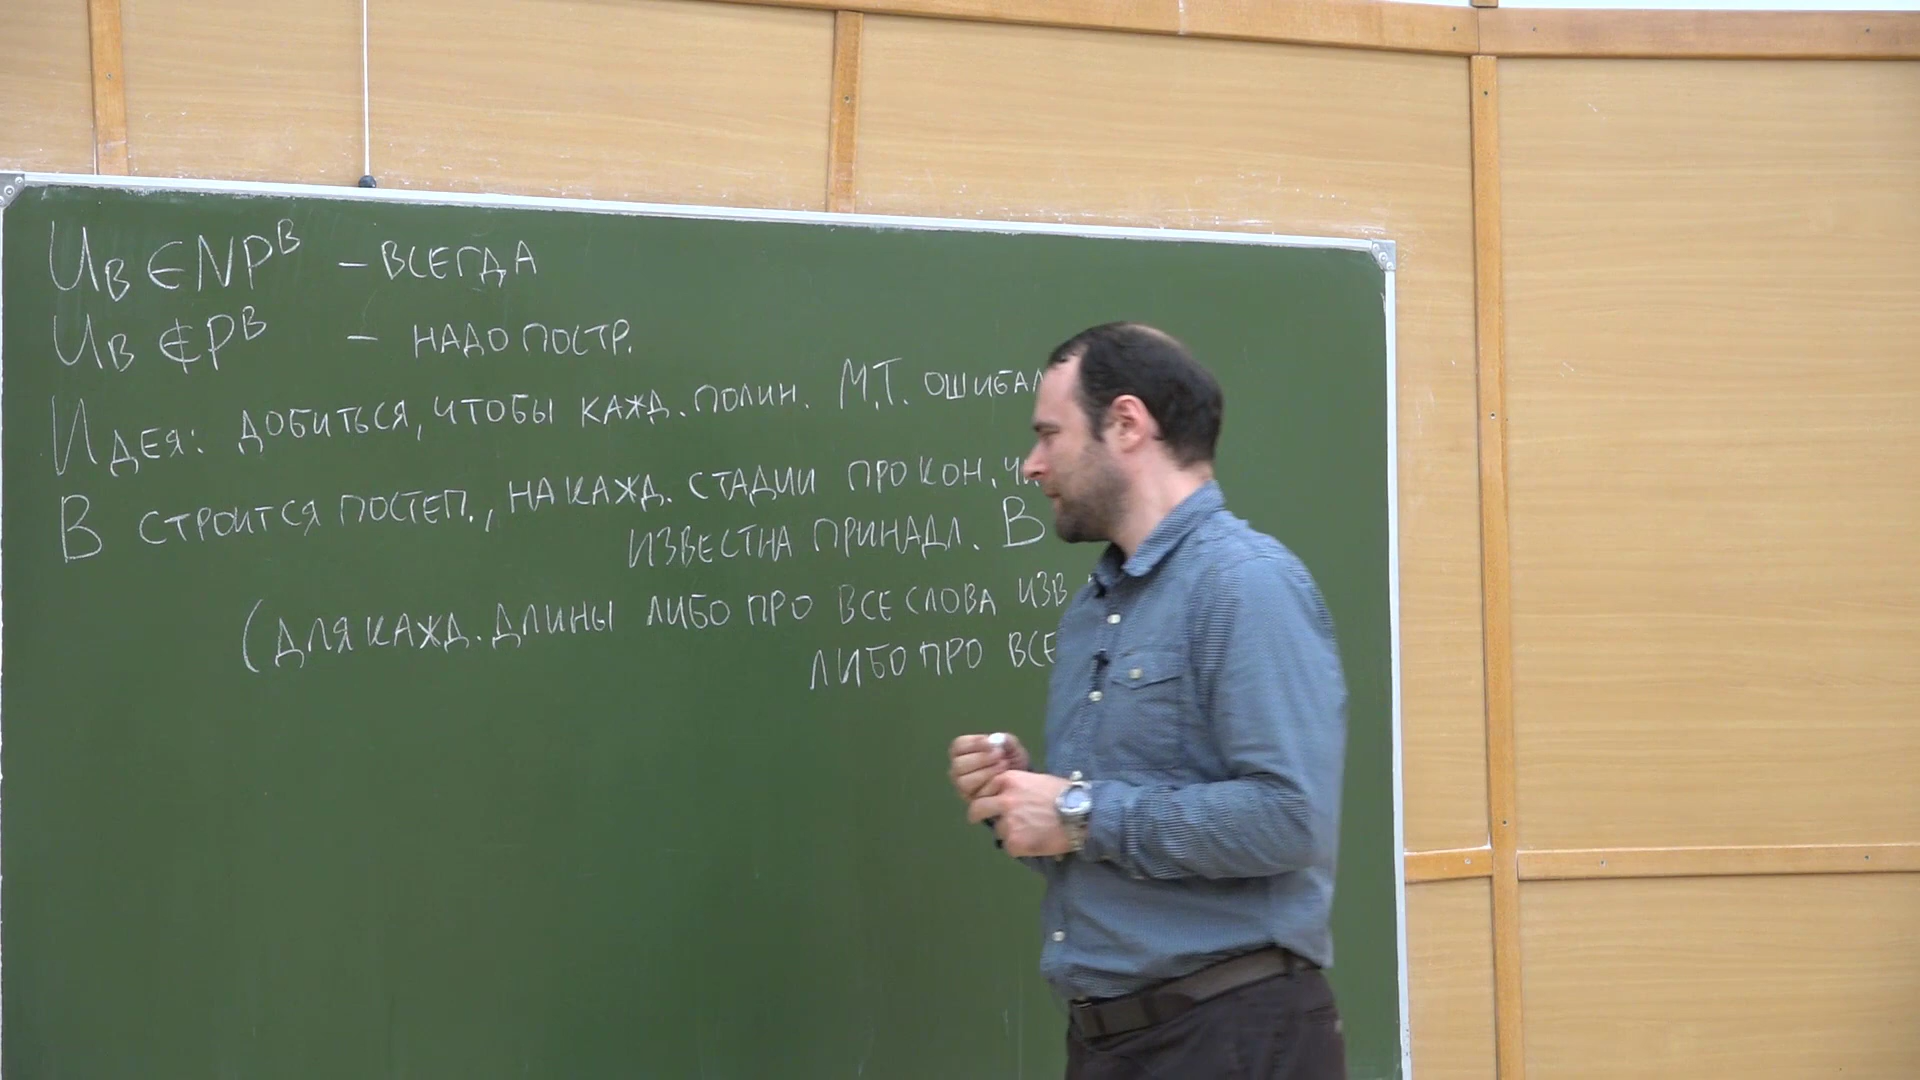 U_B ∈ NP^B – ВСЕГДА
U_B ∉ P^B – НАДО ПОСТР.
ИДЕЯ: ДОБИТЬСЯ, ЧТОБЫ КАЖД. ПОЛИН. М.Т. ОШИБАЛ
B СТРОИТСЯ ПОСТЕП., НА КАЖД. СТАДИИ ПРО КОН.
ИЗВЕСТНА ПРИНАДЛ. B
(ДЛЯ КАЖД. ДЛИНЫ ЛИБО ПРО ВСЕ СЛОВА ИЗВ
ЛИБО ПРО ВСЕ